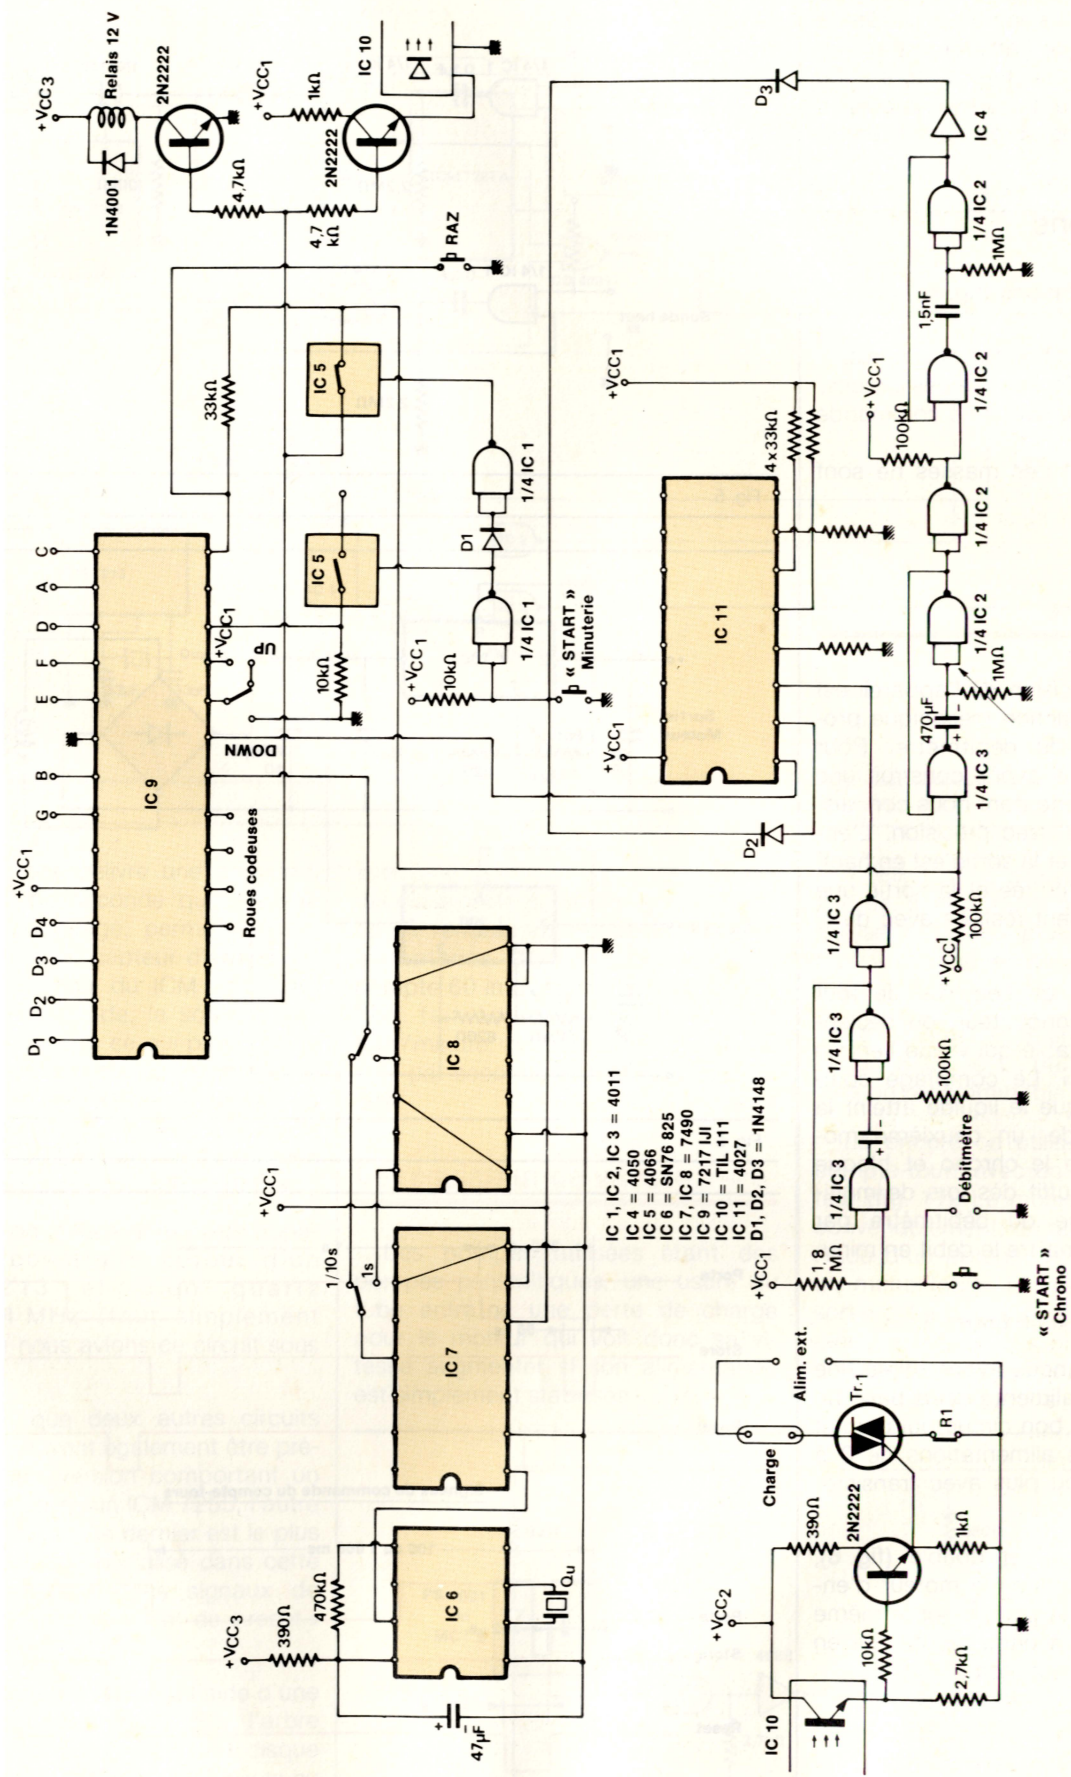 +VCC3
Relais 12 V
1N4001
2N2222
4,7kΩ
+VCC1
1kΩ
IC 10
2N2222
4,7
kΩ
RAZ
D1
D2
D3
D4
+VCC1
G
B
E
F
D
A
C
IC 9
Roues codeuses
DOWN
UP
+VCC1
33kΩ
10kΩ
IC 5
IC 5
+VCC1
10kΩ
1/4 IC 1
D1
1/4 IC 1
« START »
Minuterie
1/10s
1s
+VCC1
IC 8
IC 7
IC 6
+VCC3
390Ω
470kΩ
47µF
+
−
Qu
IC 1, IC 2, IC 3 = 4011
IC 4 = 4050
IC 5 = 4066
IC 6 = SN76 825
IC 7, IC 8 = 7490
IC 9 = 7217 IJI
IC 10 = TIL 111
IC 11 = 4027
D1, D2, D3 = 1N4148
+VCC1
IC 11
+VCC1
4x33kΩ
D2
D3
IC 4
IC 10
+VCC2
390Ω
2N2222
10kΩ
2,7kΩ
1kΩ
Charge
Alim. ext.
Tr.1
R1
+VCC1
1,8
MΩ
« START »
Chrono
Débitmètre
1/4 IC 3
+
−
100kΩ
1/4 IC 3
1/4 IC 3
+VCC1
100kΩ
1/4 IC 3
470µF
+
−
1MΩ
1/4 IC 2
1/4 IC 2
+VCC1
100kΩ
1/4 IC 2
1,5nF
1MΩ
1/4 IC 2